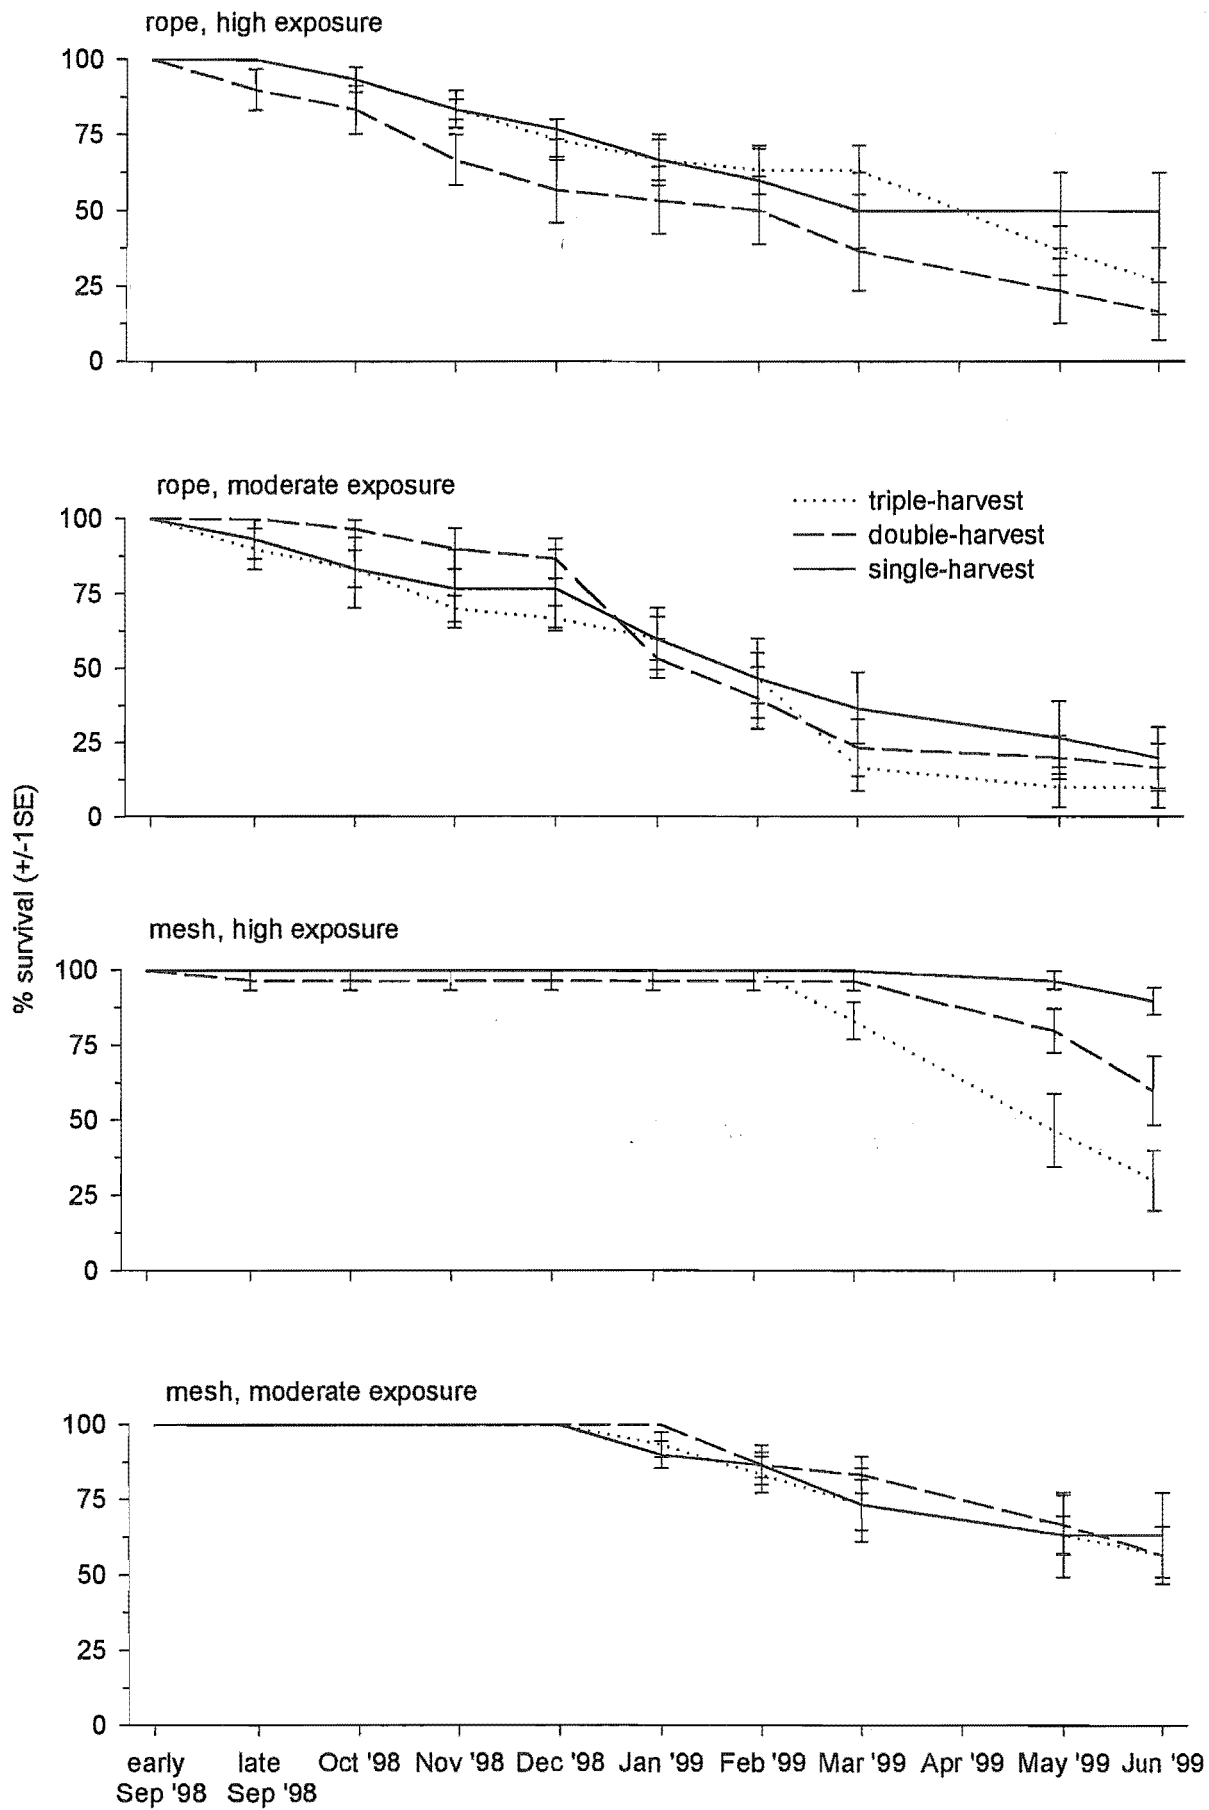 rope, high exposure
100
75
50
25
0
rope, moderate exposure
triple-harvest
double-harvest
single-harvest
100
75
50
25
0
% survival (+/-1SE)
mesh, high exposure
100
75
50
25
0
mesh, moderate exposure
100
75
50
25
0
early late Oct '98 Nov '98 Dec '98 Jan '99 Feb '99 Mar '99 Apr '99 May '99 Jun '99
Sep '98 Sep '98